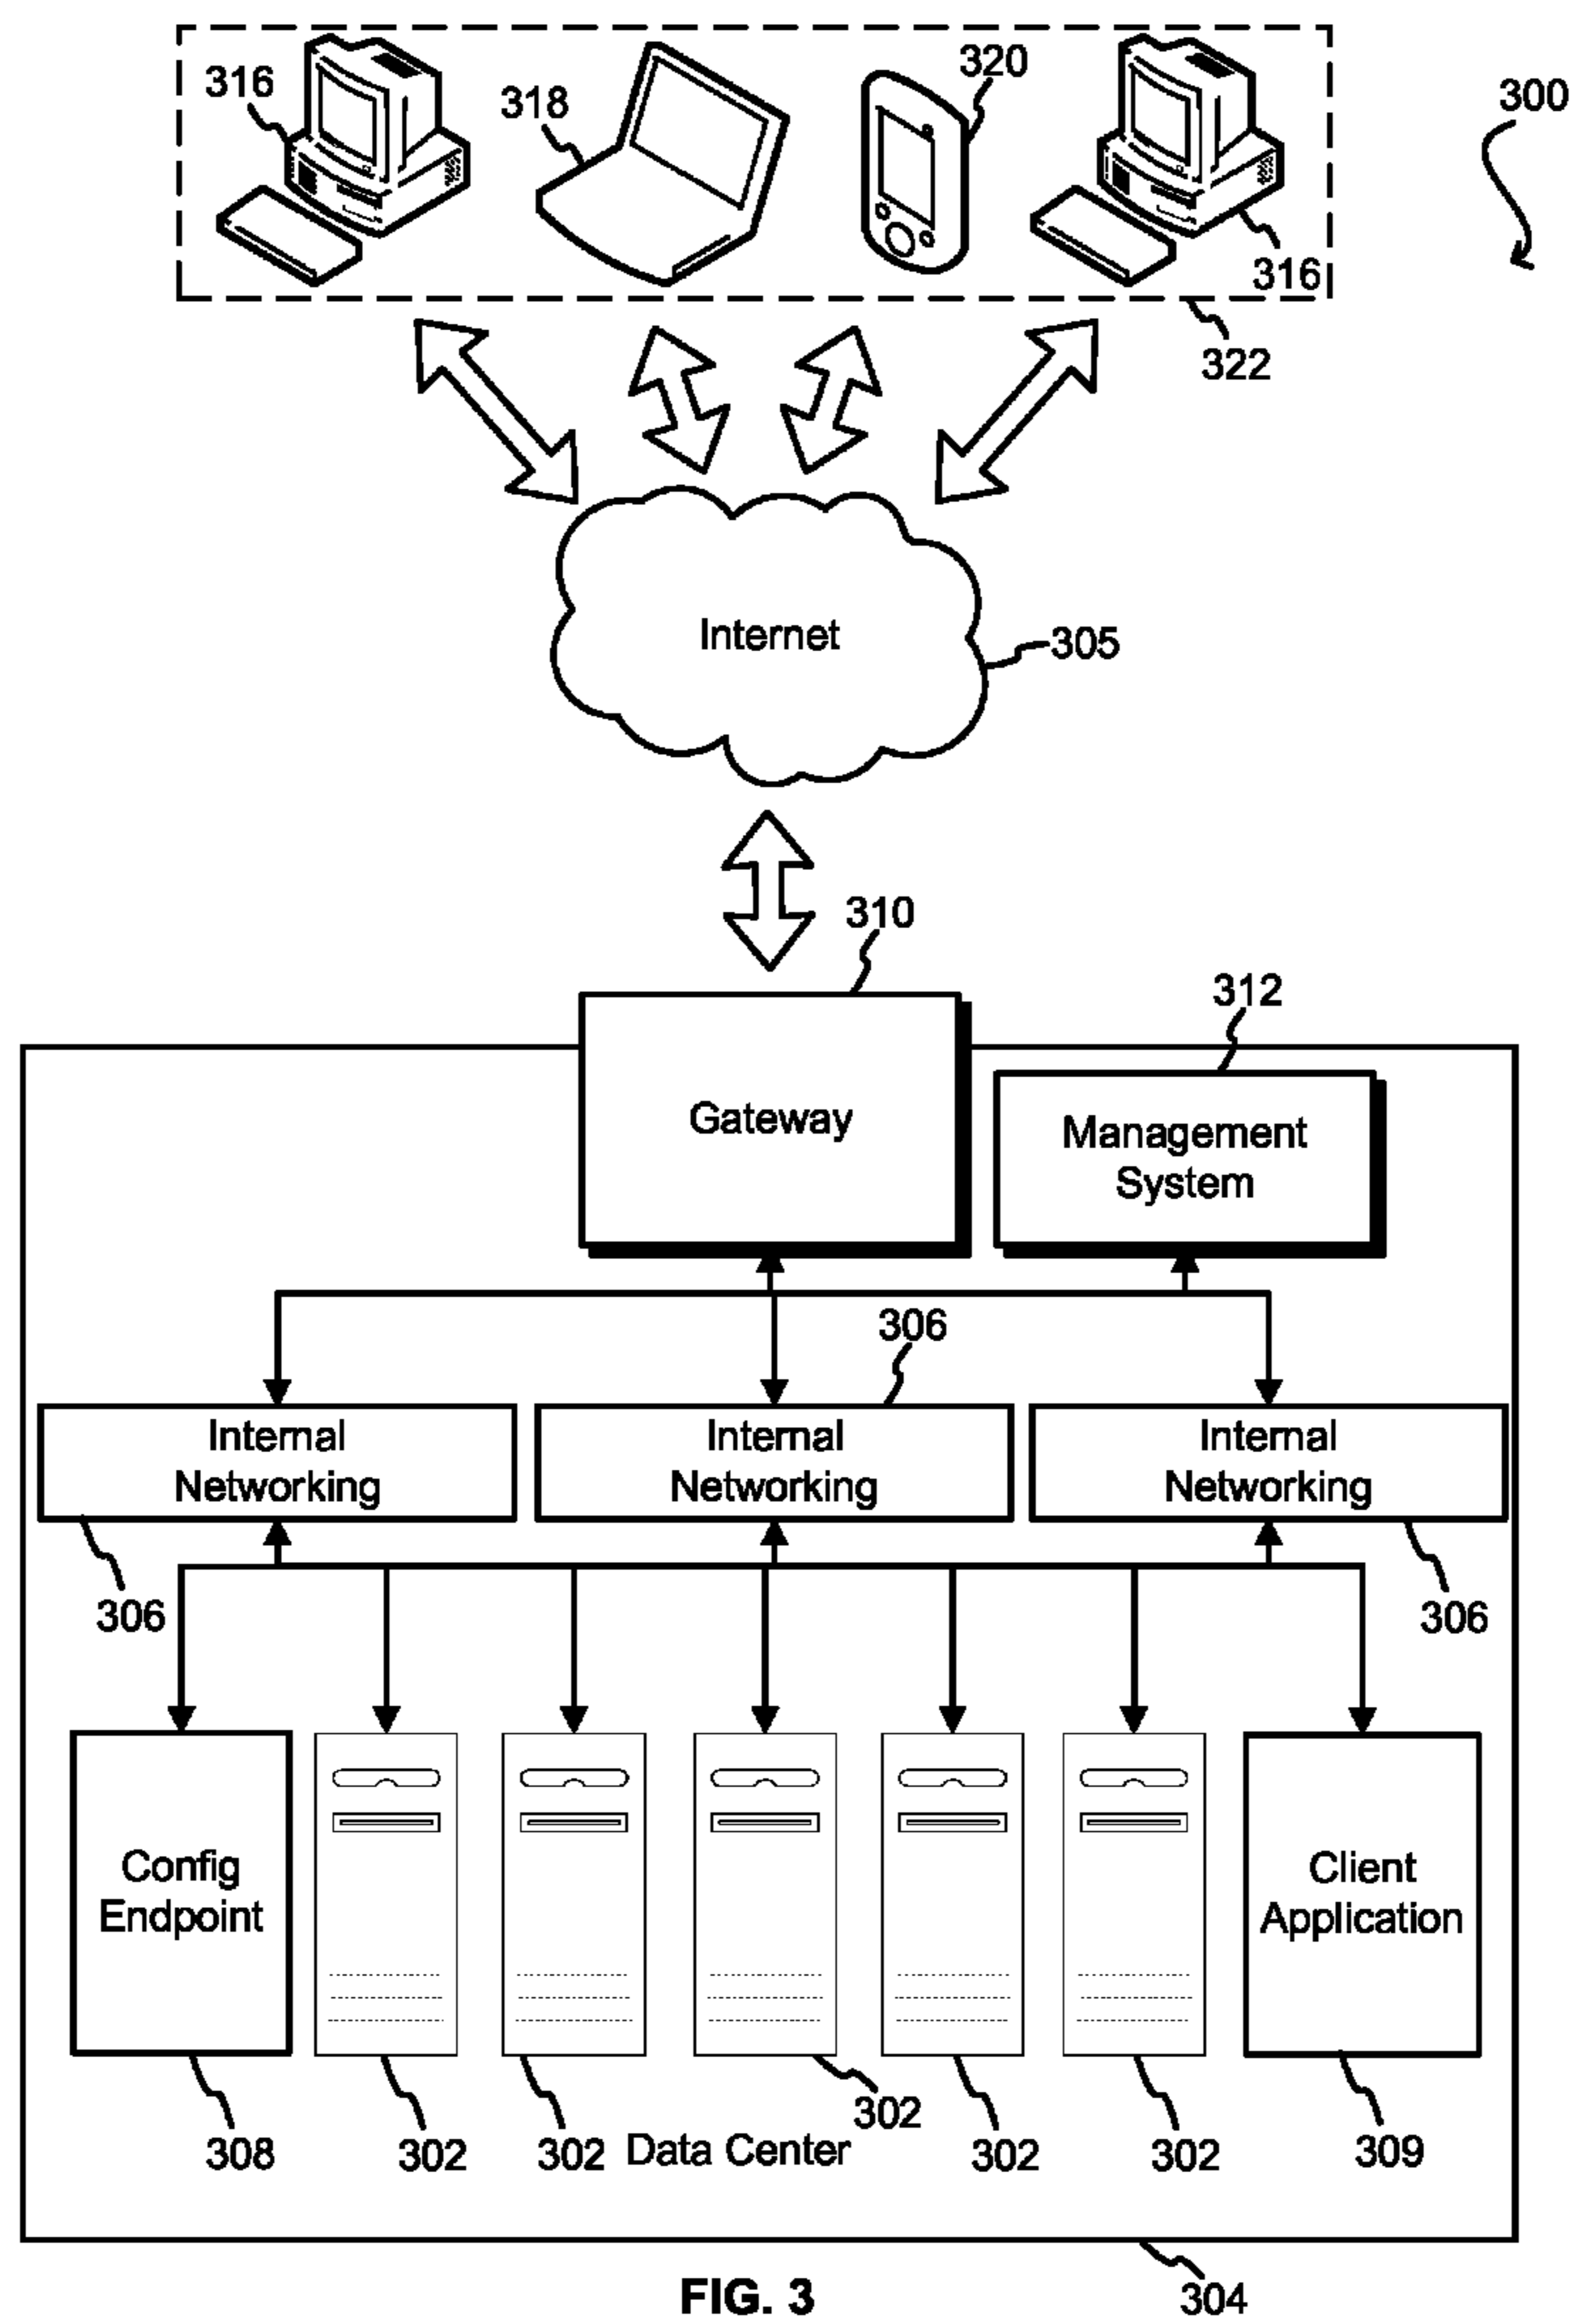 320
316
318
300
316
322
Internet
305
310
312
Gateway
Management
System
306
Internal
Networking
Internal
Networking
Internal
Networking
306
306
Config
Endpoint
Client
Application
302
308
302
302
Data Center
302
302
309
FIG. 3
304